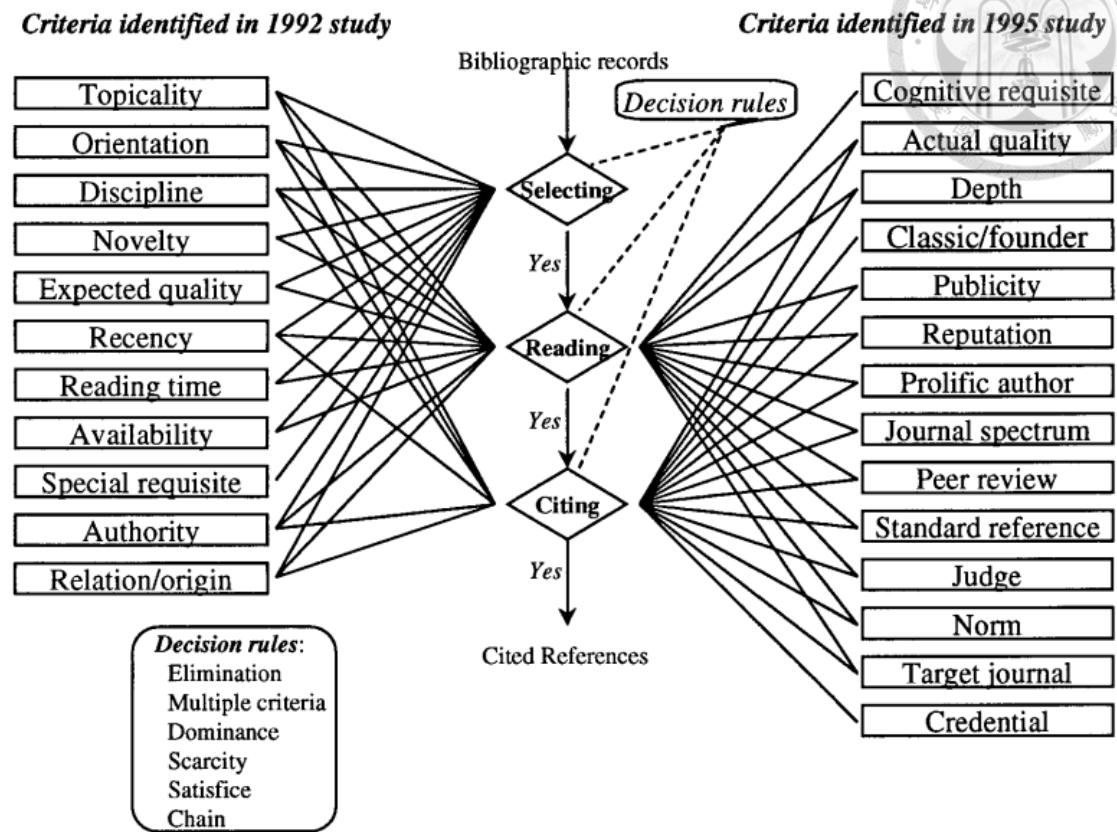 Criteria identified in 1992 study
Criteria identified in 1995 study
Bibliographic records
Decision rules
Topicality
Orientation
Discipline
Novelty
Expected quality
Recency
Reading time
Availability
Special requisite
Authority
Relation/origin
Selecting
Yes
Reading
Yes
Citing
Yes
Cited References
Cognitive requisite
Actual quality
Depth
Classic/founder
Publicity
Reputation
Prolific author
Journal spectrum
Peer review
Standard reference
Judge
Norm
Target journal
Credential
Decision rules:
Elimination
Multiple criteria
Dominance
Scarcity
Satisfice
Chain